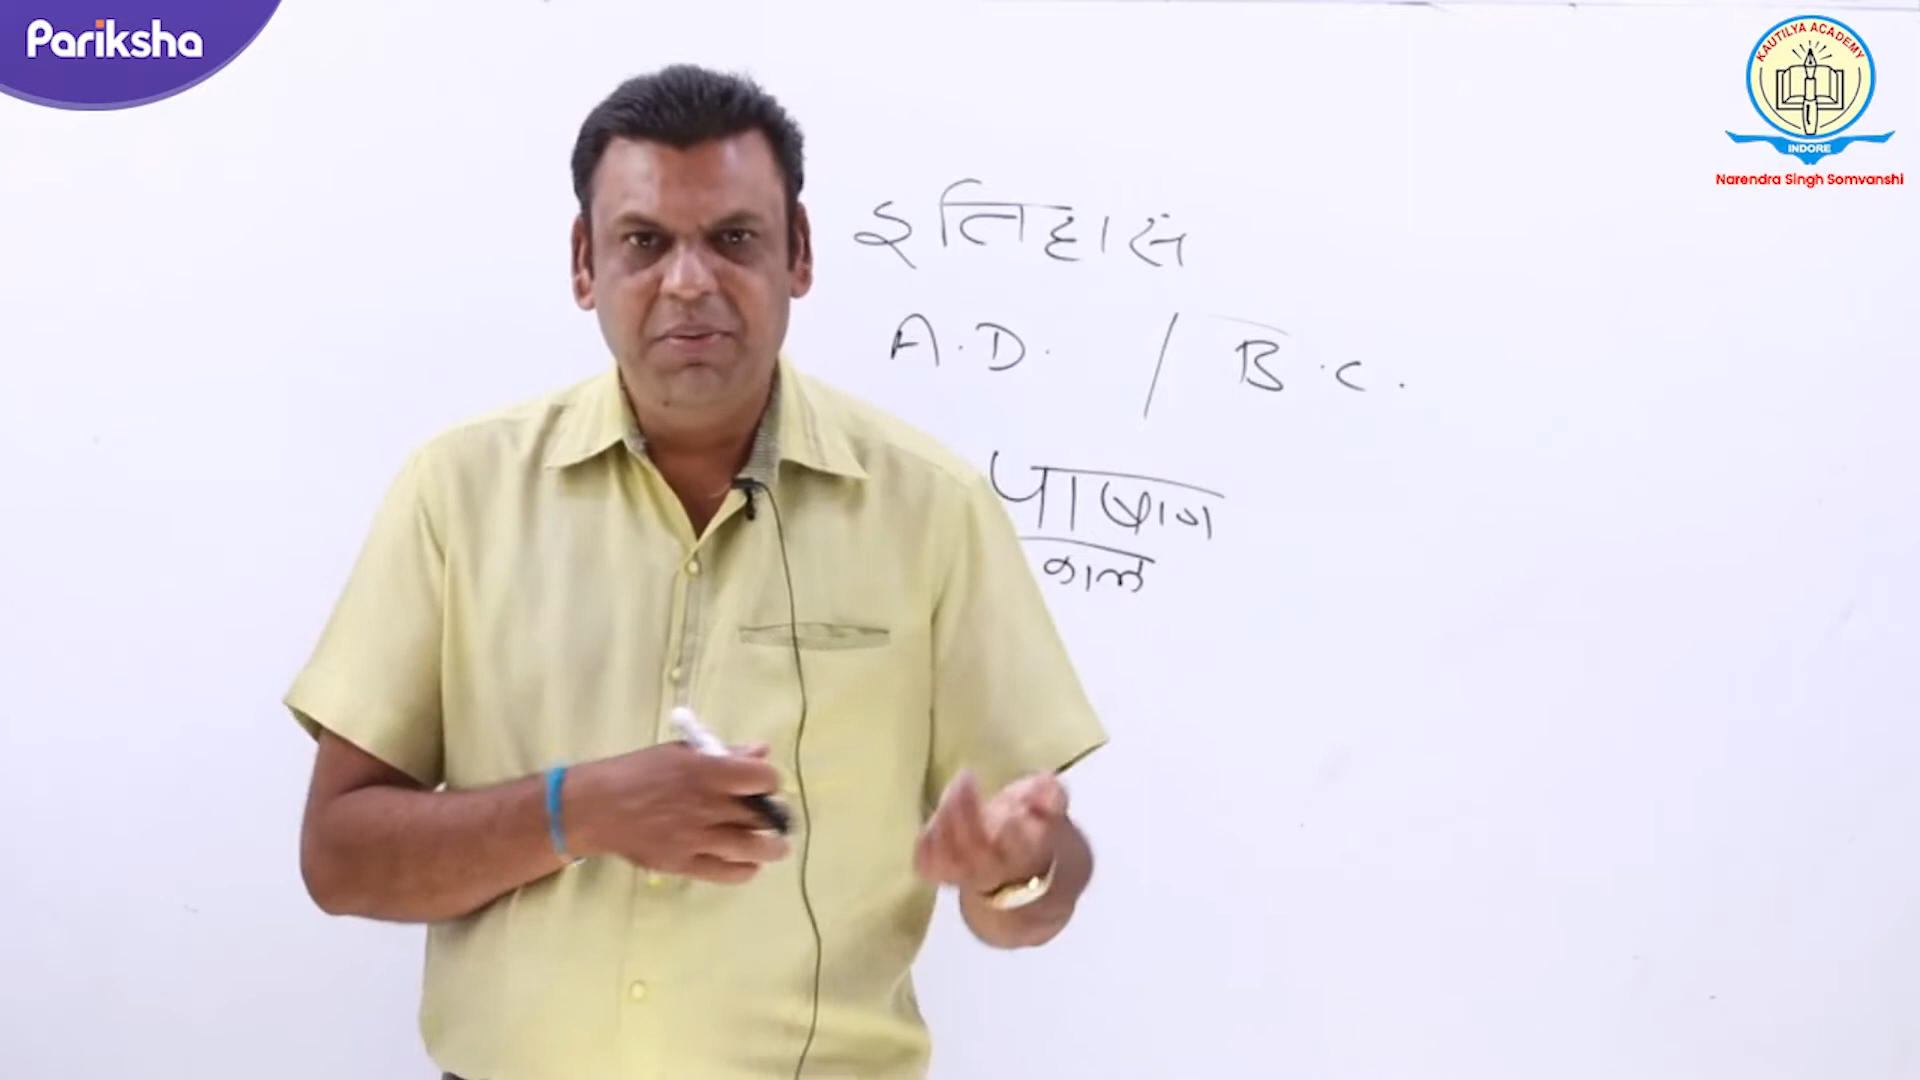 Pariksha
KAUTILYA ACADEMY
INDORE
Narendra Singh Somvanshi
इतिहास
A.D. / B.C.
पाषाण
काल